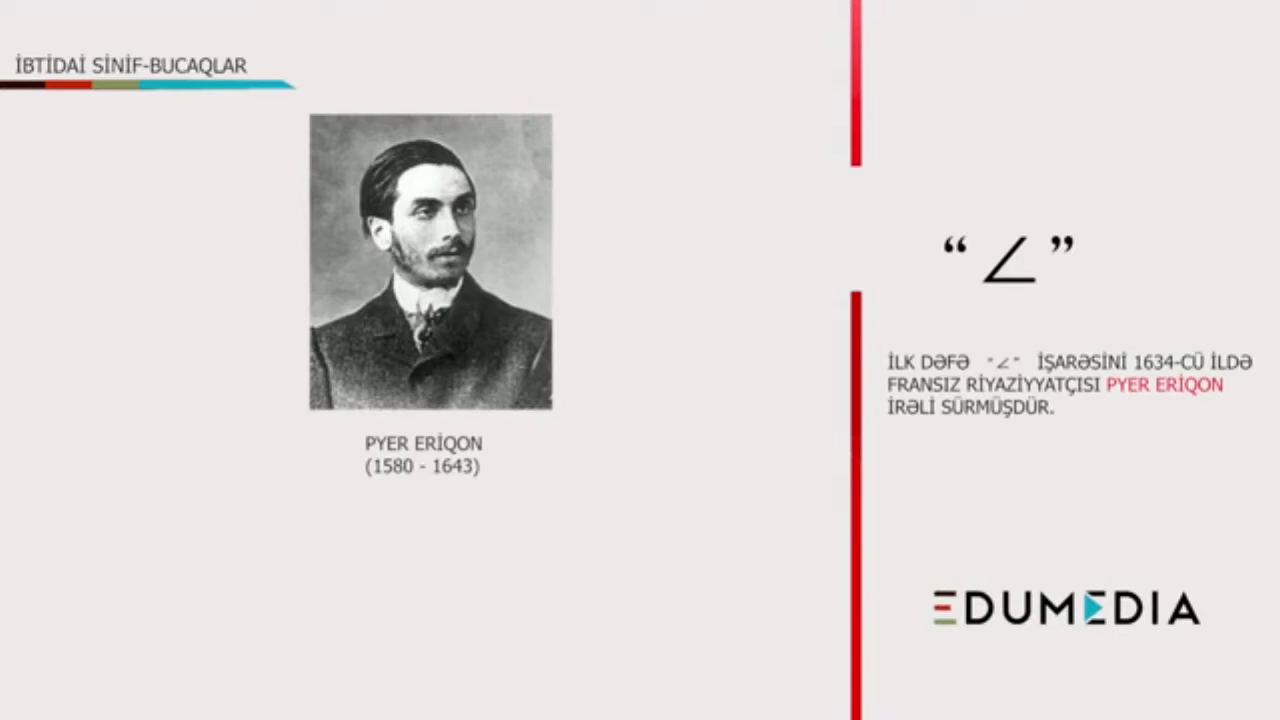 İBTİDAİ SİNİF-BUCAQLAR
PYER ERİQON
(1580 - 1643)
“∠”
İLK DƏFƏ “∠” İŞARƏSİNİ 1634-CÜ İLDƏ
FRANSIZ RİYAZİYYATÇISI PYER ERİQON
İRƏLİ SÜRMÜŞDÜR.
EDUMEDIA